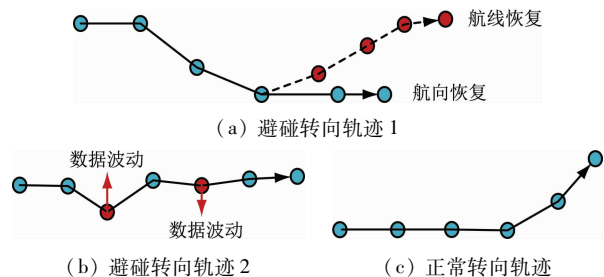 航线恢复
航向恢复
(a) 避碰转向轨迹 1
数据波动
数据波动
(b) 避碰转向轨迹 2
(c) 正常转向轨迹